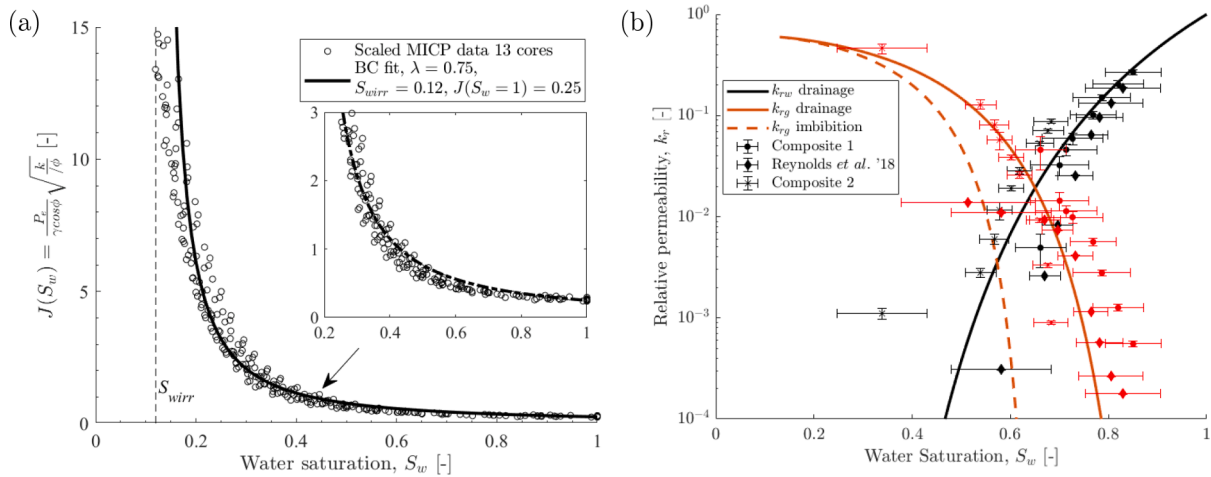 (a)
15
10
5
0
J(S_w) = P_e/γcosϕ √k/ϕ [-]
Scaled MICP data 13 cores
BC fit, λ = 0.75,
S_wirr = 0.12, J(S_w = 1) = 0.25
3
2
1
0
0.2 0.4 0.6 0.8 1
S_wirr
0 0.2 0.4 0.6 0.8 1
Water saturation, S_w [-]
(b)
10^0
10^-1
10^-2
10^-3
10^-4
Relative permeability, k_r [-]
k_rw drainage
k_rg drainage
k_rg imbibition
Composite 1
Reynolds et al. '18
Composite 2
0 0.2 0.4 0.6 0.8 1
Water Saturation, S_w [-]